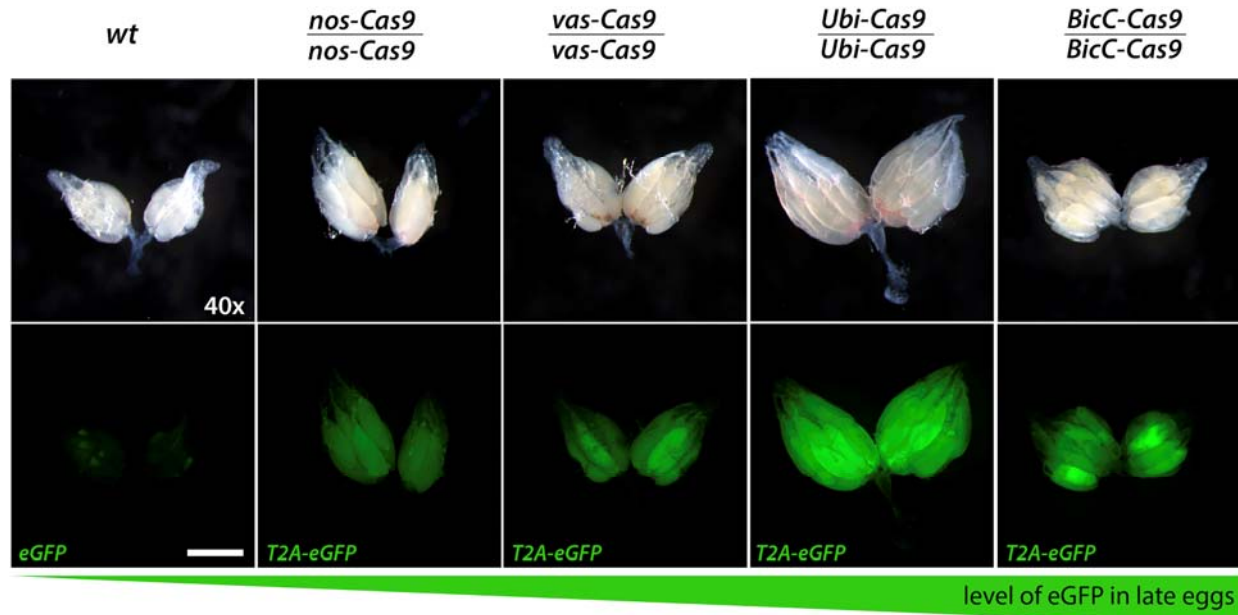 wt
nos-Cas9
nos-Cas9
vas-Cas9
vas-Cas9
Ubi-Cas9
Ubi-Cas9
BicC-Cas9
BicC-Cas9
40x
eGFP
T2A-eGFP
T2A-eGFP
T2A-eGFP
T2A-eGFP
level of eGFP in late eggs